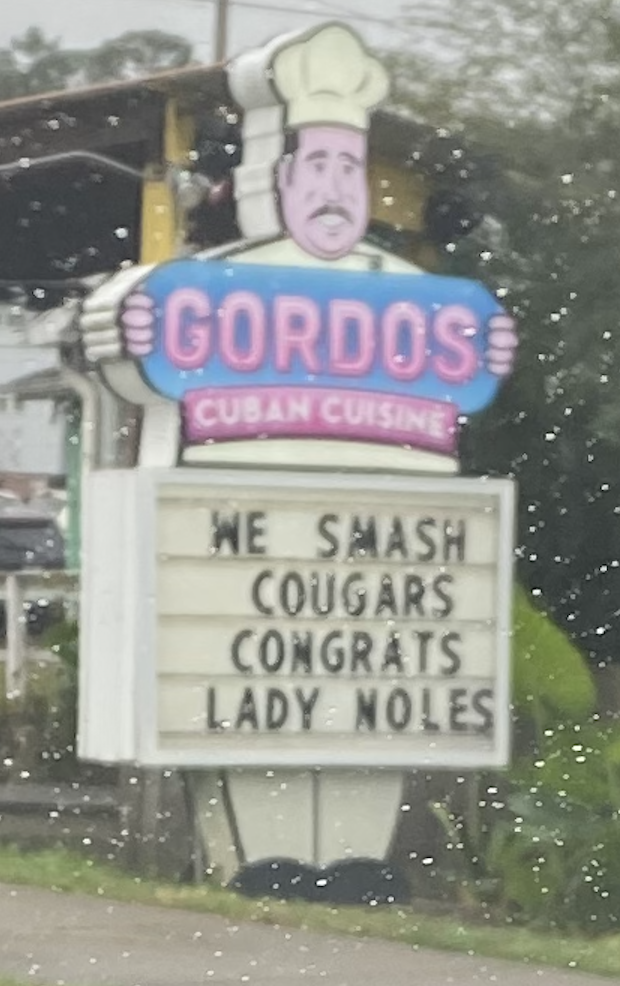 GORDOS
CUBAN CUISINE
WE SMASH
COUGARS
CONGRATS
LADY NOLES